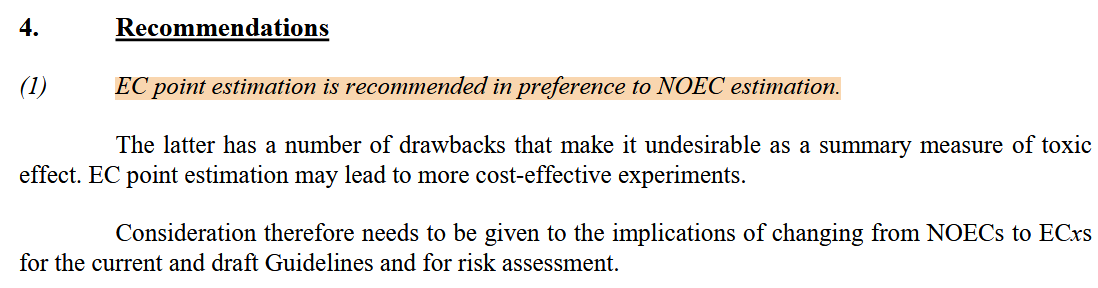 4. Recommendations
(1) EC point estimation is recommended in preference to NOEC estimation.
The latter has a number of drawbacks that make it undesirable as a summary measure of toxic
effect. EC point estimation may lead to more cost-effective experiments.
Consideration therefore needs to be given to the implications of changing from NOECs to ECxs
for the current and draft Guidelines and for risk assessment.